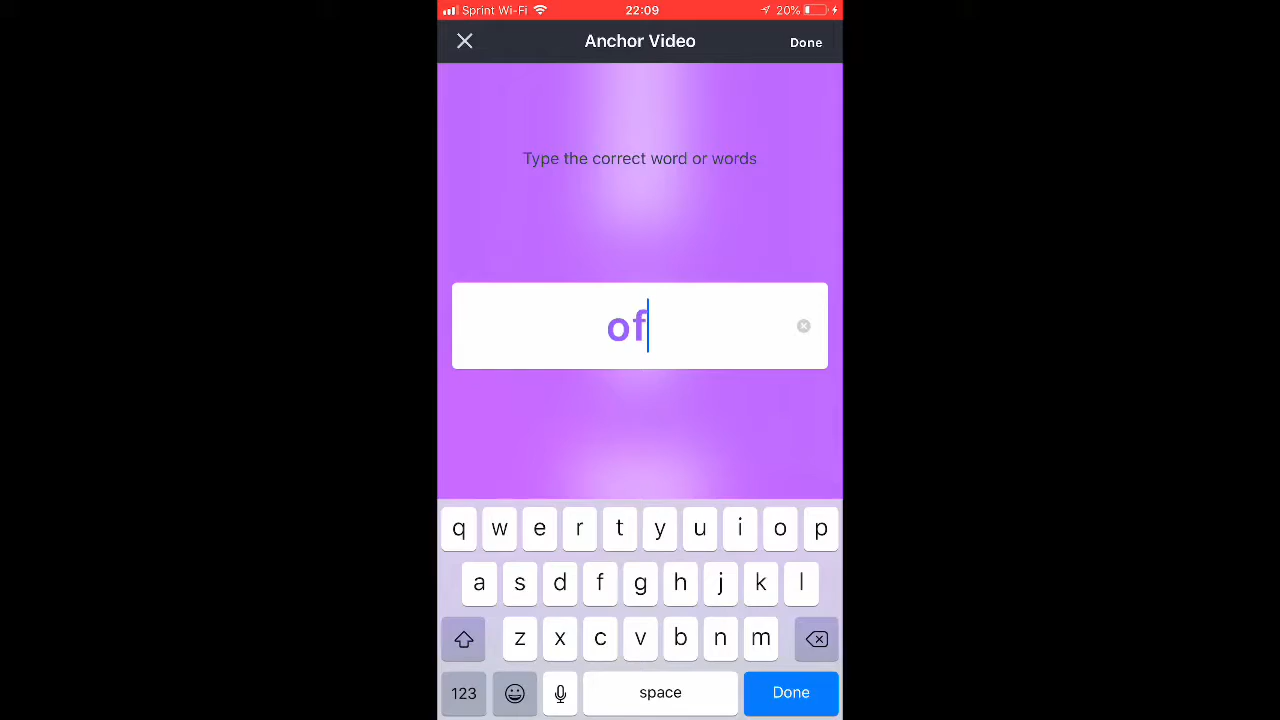 Sprint Wi-Fi 22:09 20%
Anchor Video Done
Type the correct word or words
of
q w e r t y u i o p
a s d f g h j k l
z x c v b n m
123 space Done